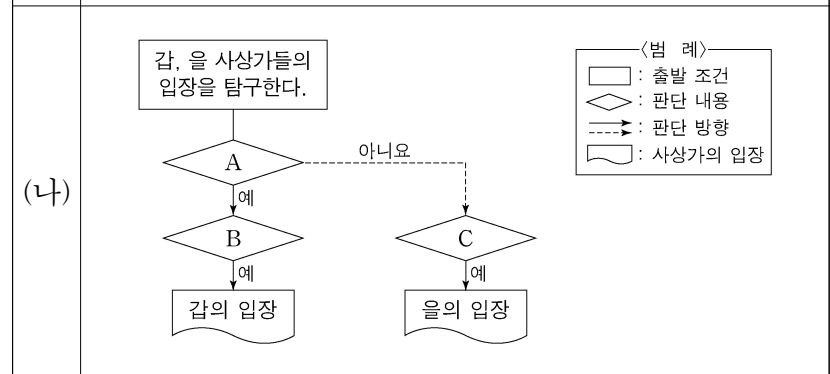 (나)
갑, 을 사상가들의
입장을 탐구한다.
A
아니요
예
B
C
예
예
갑의 입장
을의 입장
〈범 례〉
: 출발 조건
: 판단 내용
: 판단 방향
: 사상가의 입장